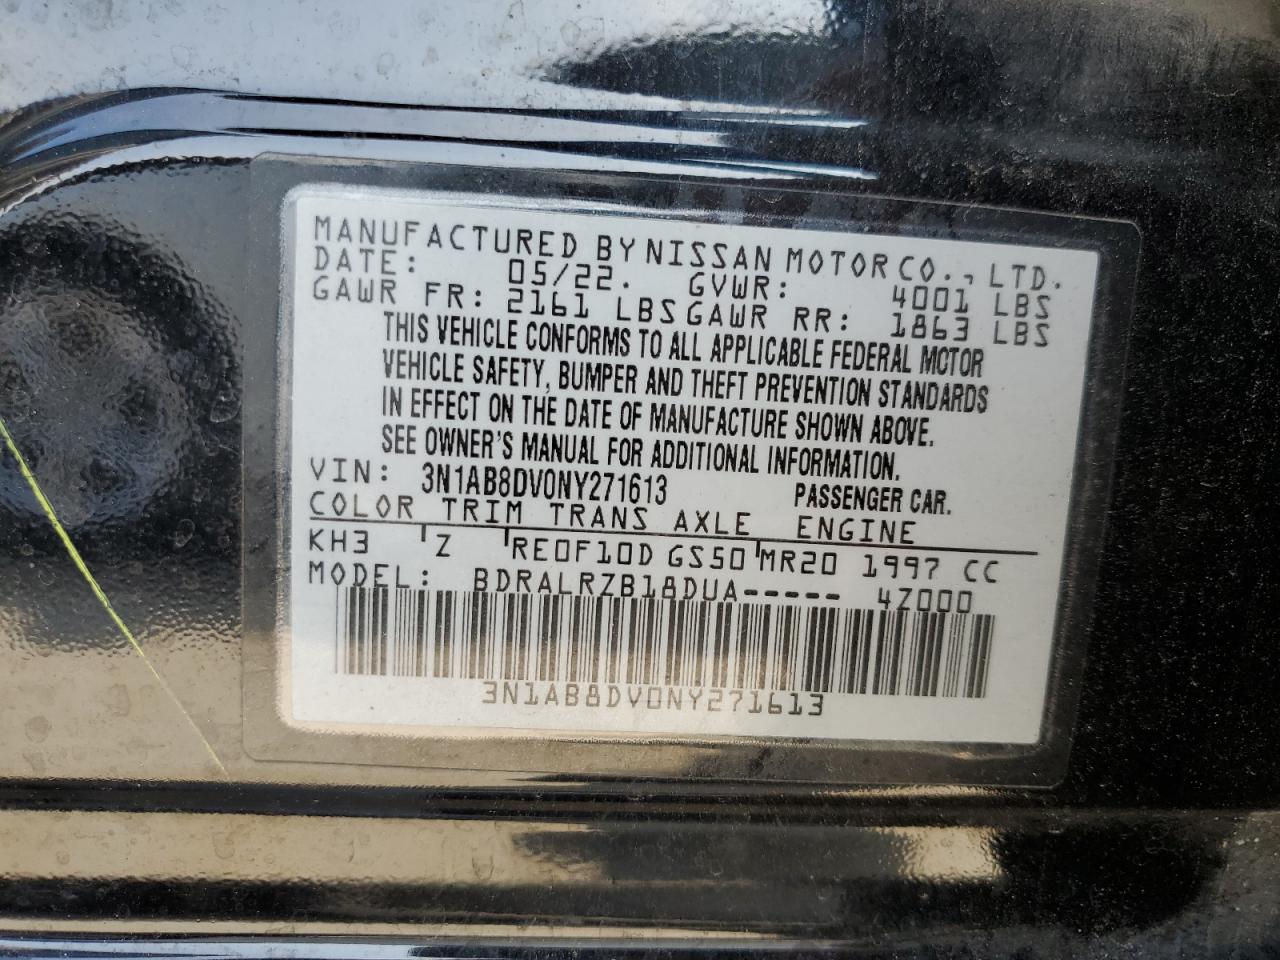 MANUFACTURED BY NISSAN MOTOR CO., LTD.
DATE: 05/22. GVWR: 4001 LBS
GAWR FR: 2161 LBS GAWR RR: 1863 LBS
THIS VEHICLE CONFORMS TO ALL APPLICABLE FEDERAL MOTOR
VEHICLE SAFETY, BUMPER AND THEFT PREVENTION STANDARDS
IN EFFECT ON THE DATE OF MANUFACTURE SHOWN ABOVE.
SEE OWNER'S MANUAL FOR ADDITIONAL INFORMATION.
VIN: 3N1AB8DV0NY271613 PASSENGER CAR.
COLOR TRIM TRANS AXLE ENGINE
KH3 Z RE0F10D GS50 MR20 1997 CC
MODEL: BDRALRZB18DUA----- 4Z000
3N1AB8DV0NY271613